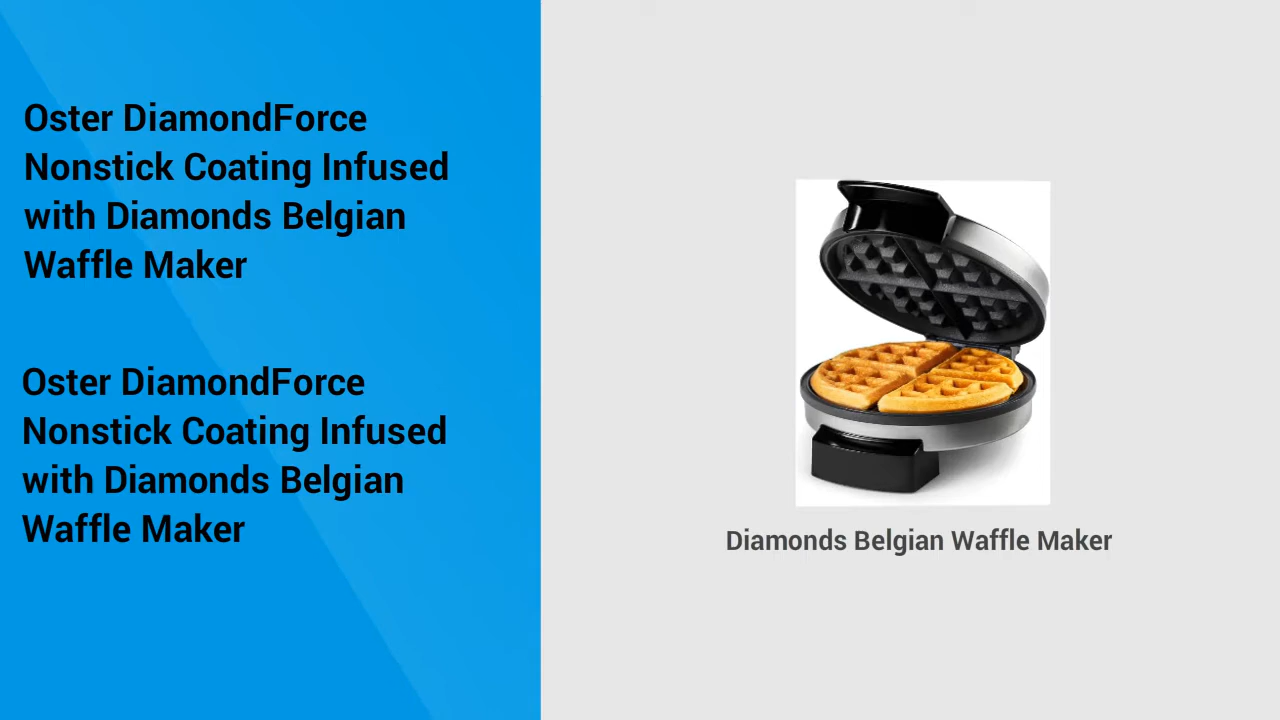 Oster DiamondForce
Nonstick Coating Infused
with Diamonds Belgian
Waffle Maker
Oster DiamondForce
Nonstick Coating Infused
with Diamonds Belgian
Waffle Maker
Diamonds Belgian Waffle Maker